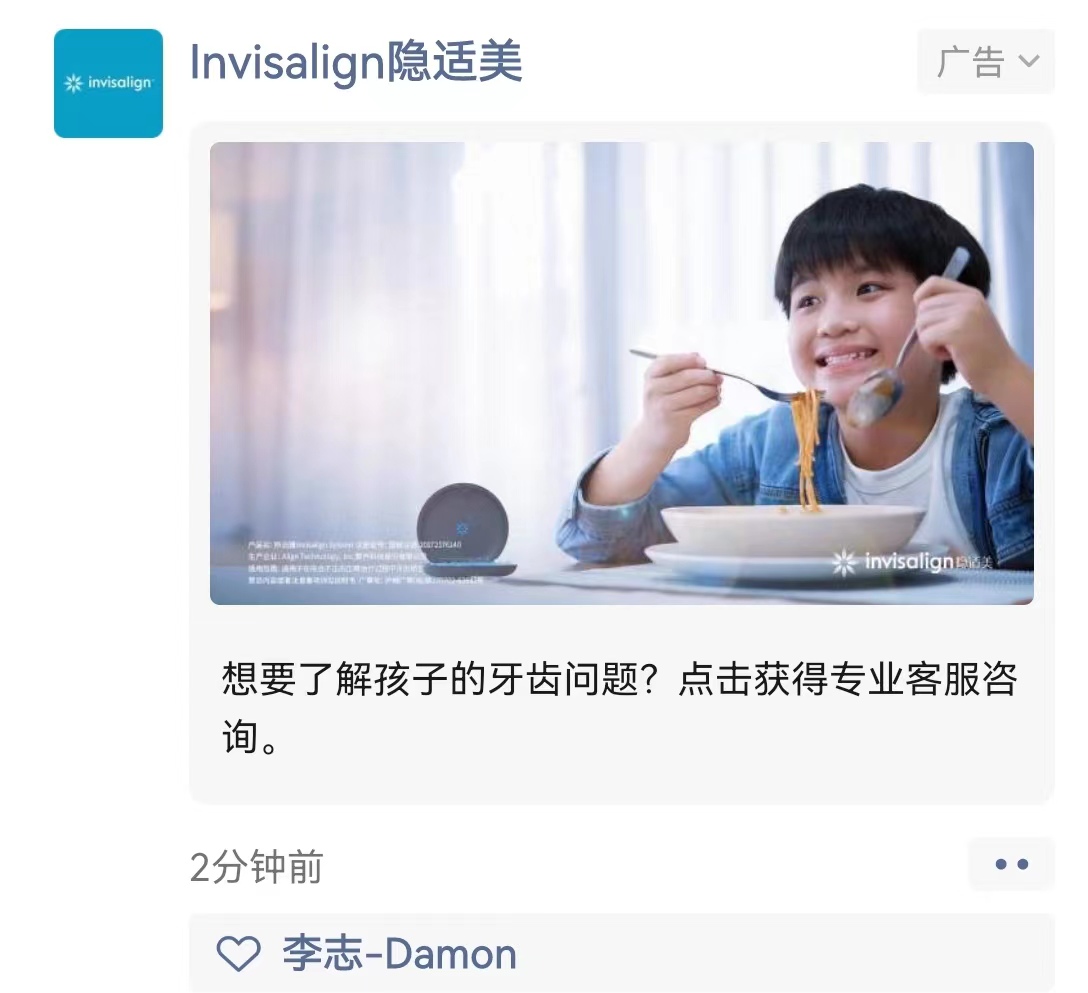 invisalign
Invisalign隐适美
广告
invisalign隐适美
想要了解孩子的牙齿问题？点击获得专业客服咨
询。
2分钟前
李志-Damon